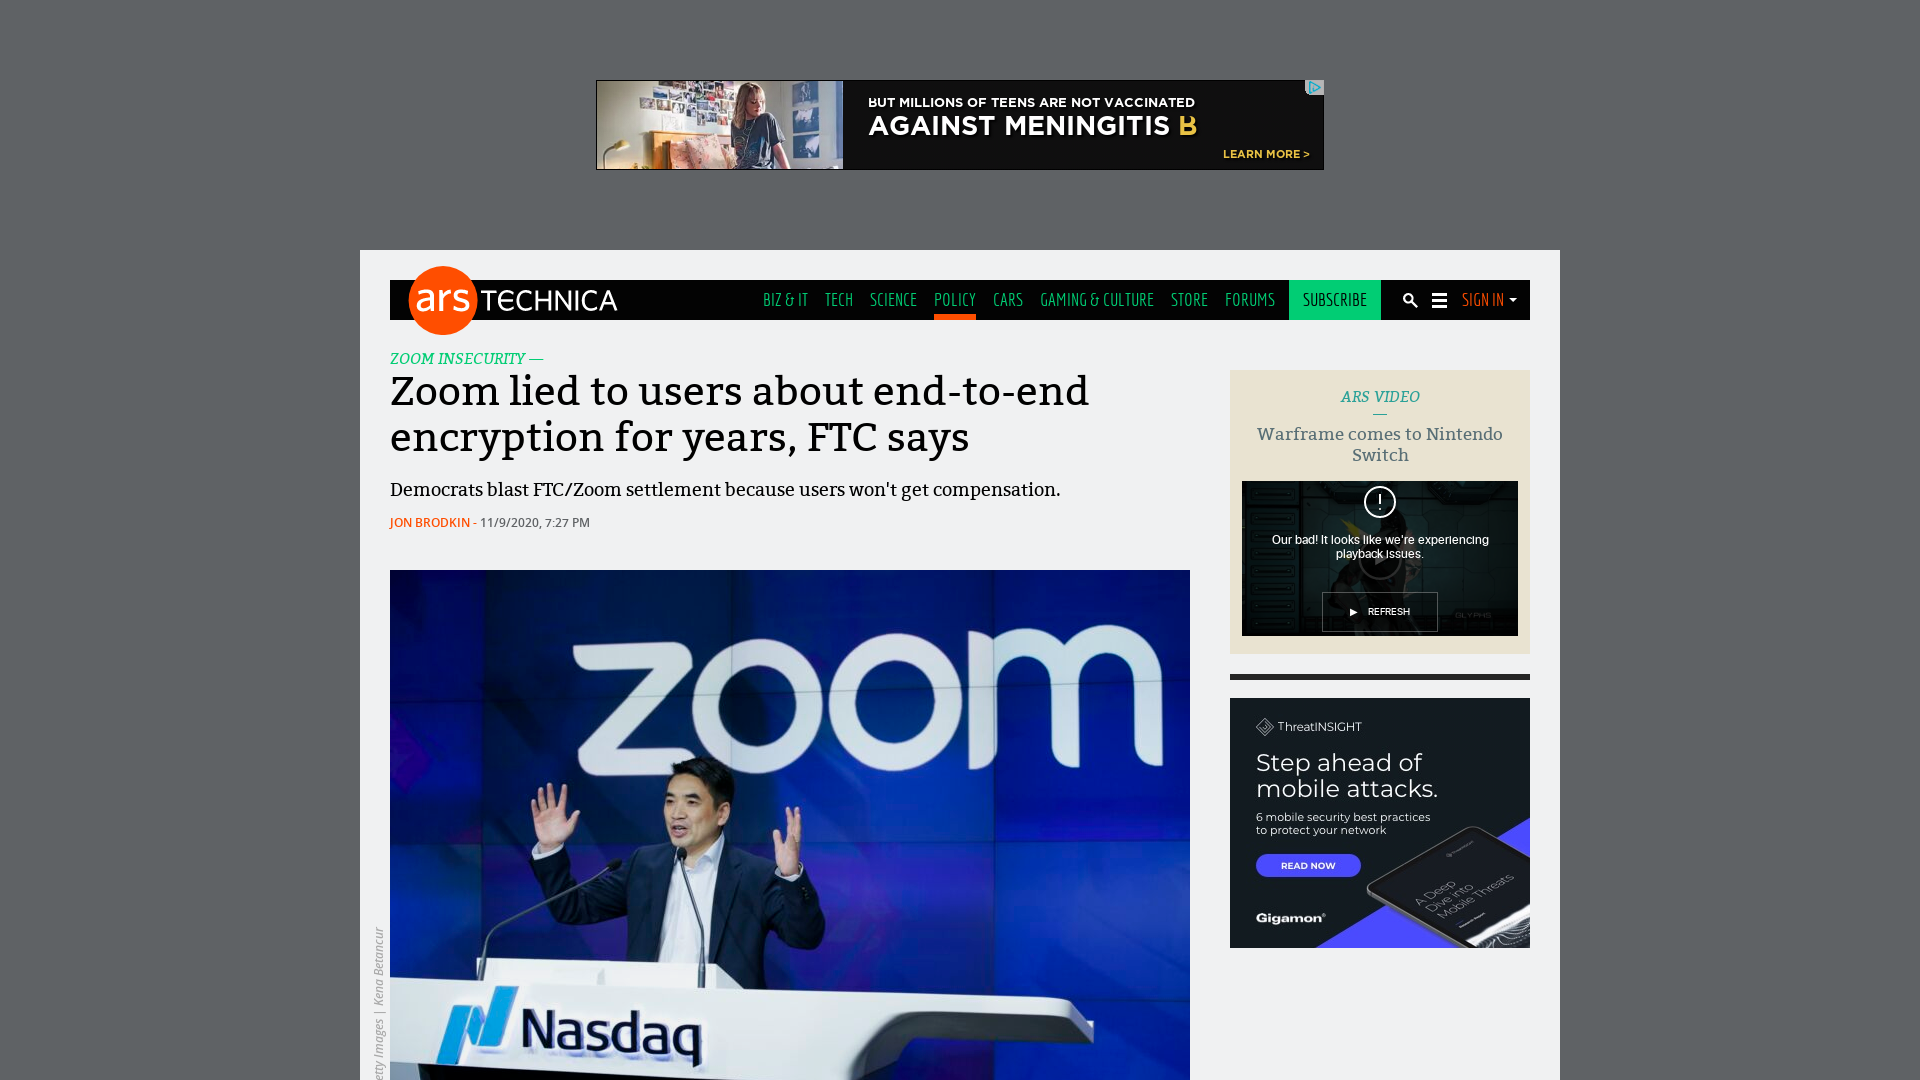 BUT MILLIONS OF TEENS ARE NOT VACCINATED
AGAINST MENINGITIS B
LEARN MORE >
ars TECHNICA
BIZ & IT TECH SCIENCE POLICY CARS GAMING & CULTURE STORE FORUMS SUBSCRIBE SIGN IN
ZOOM INSECURITY —
Zoom lied to users about end-to-end
encryption for years, FTC says
Democrats blast FTC/Zoom settlement because users won't get compensation.
JON BRODKIN - 11/9/2020, 7:27 PM
zoom
Nasdaq
etty Images | Kena Betancur
ARS VIDEO
—
Warframe comes to Nintendo
Switch
Our bad! It looks like we're experiencing
playback issues.
REFRESH
GLYPHS
ThreatINSIGHT
Step ahead of
mobile attacks.
6 mobile security best practices
to protect your network
READ NOW
A Deep
Dive into
Mobile Threats
Gigamon®